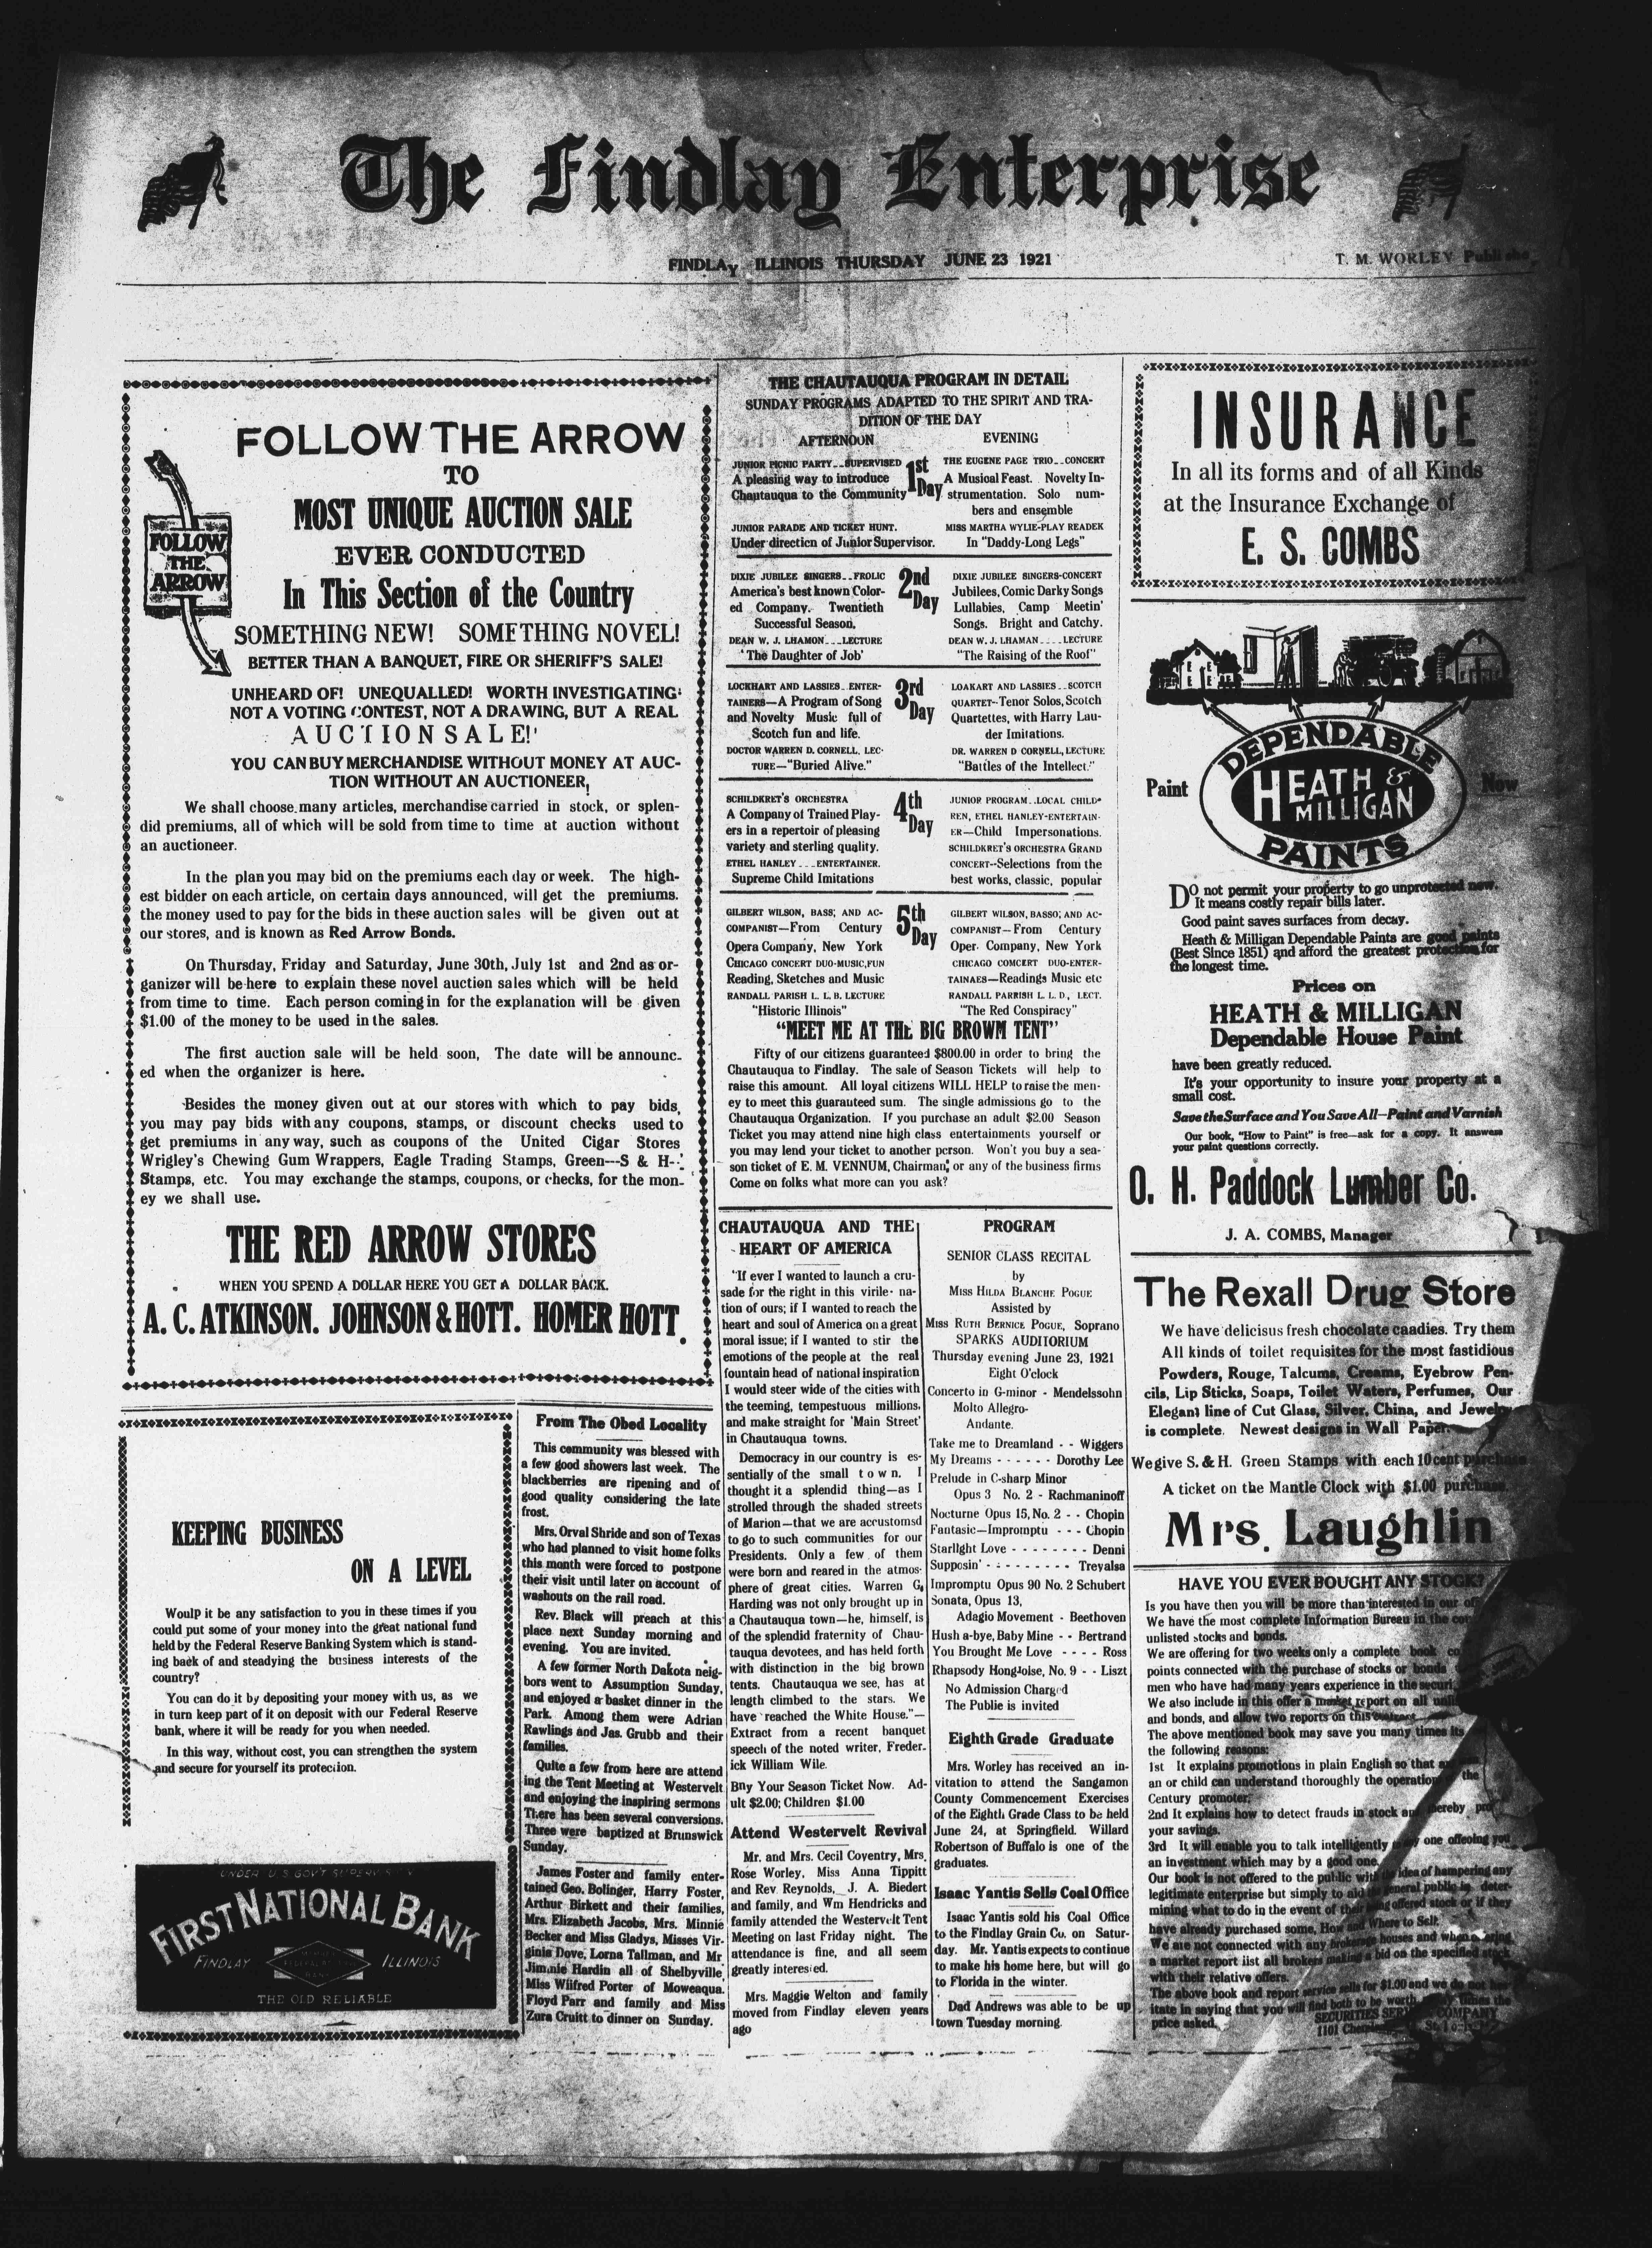 The Findlay Enterprise
FINDLAY ILLINOIS THURSDAY JUNE 23 1921
T. M. WORLEY Publisher
FOLLOW THE ARROW
FOLLOW THE ARROW
TO
MOST UNIQUE AUCTION SALE
EVER CONDUCTED
In This Section of the Country
SOMETHING NEW! SOMETHING NOVEL!
BETTER THAN A BANQUET, FIRE OR SHERIFF'S SALE!
UNHEARD OF! UNEQUALLED! WORTH INVESTIGATING:
NOT A VOTING CONTEST, NOT A DRAWING, BUT A REAL
AUCTION SALE!'
YOU CAN BUY MERCHANDISE WITHOUT MONEY AT AUC-
TION WITHOUT AN AUCTIONEER,
We shall choose many articles, merchandise carried in stock, or splen-
did premiums, all of which will be sold from time to time at auction without
an auctioneer.
In the plan you may bid on the premiums each day or week. The high-
est bidder on each article, on certain days announced, will get the premiums.
the money used to pay for the bids in these auction sales will be given out at
our stores, and is known as Red Arrow Bonds.
On Thursday, Friday and Saturday, June 30th, July 1st and 2nd as or-
ganizer will be here to explain these novel auction sales which will be held
from time to time. Each person coming in for the explanation will be given
$1.00 of the money to be used in the sales.
The first auction sale will be held soon, The date will be announc-
ed when the organizer is here.
Besides the money given out at our stores with which to pay bids,
you may pay bids with any coupons, stamps, or discount checks used to
get premiums in any way, such as coupons of the United Cigar Stores
Wrigley's Chewing Gum Wrappers, Eagle Trading Stamps, Green---S & H--
Stamps, etc. You may exchange the stamps, coupons, or checks, for the mon-
ey we shall use.
THE RED ARROW STORES
WHEN YOU SPEND A DOLLAR HERE YOU GET A DOLLAR BACK.
A. C. ATKINSON. JOHNSON & HOTT. HOMER HOTT.
KEEPING BUSINESS
ON A LEVEL
Woulp it be any satisfaction to you in these times if you
could put some of your money into the great national fund
held by the Federal Reserve Banking System which is stand-
ing back of and steadying the business interests of the
country?
You can do it by depositing your money with us, as we
in turn keep part of it on deposit with our Federal Reserve
bank, where it will be ready for you when needed.
In this way, without cost, you can strengthen the system
and secure for yourself its protection.
UNDER U.S. GOV'T
FIRST NATIONAL BANK
FINDLAY ILLINOIS
THE OLD RELIABLE
From The Obed Locality
This community was blessed with
a few good showers last week. The
blackberries are ripening and of
good quality considering the late
frost.
Mrs. Orval Shride and son of Texas
who had planned to visit home folks
this month were forced to postpone
their visit until later on account of
washouts on the rail road.
Rev. Black will preach at this
place next Sunday morning and
evening. You are invited.
A few former North Dakota neig-
bors went to Assumption Sunday,
and enjoyed a basket dinner in the
Park. Among them were Adrian
Rawlings and Jas. Grubb and their
families.
Quite a few from here are attend
ing the Tent Meeting at Westervelt
and enjoying the inspiring sermons
There has been several conversions.
Three were baptized at Brunswick
Sunday.
James Foster and family enter-
tained Geo. Bolinger, Harry Foster,
Arthur Birkett and their families,
Mrs. Elizabeth Jacobs, Mrs. Minnie
Becker and Miss Gladys, Misses Vir-
ginia Dove, Lorna Tallman, and Mr
Jimmie Hardin all of Shelbyville,
Miss Wilfred Porter of Moweaqua.
Floyd Parr and family and Miss
Zura Cruitt to dinner on Sunday.
THE CHAUTAUQUA PROGRAM IN DETAIL
SUNDAY PROGRAMS ADAPTED TO THE SPIRIT AND TRA-
DITION OF THE DAY
AFTERNOON EVENING
1st Day
JUNIOR PICNIC PARTY--SUPERVISED
A pleasing way to introduce
Chautauqua to the Community
JUNIOR PARADE AND TICKET HUNT.
Under direction of Junior Supervisor.
THE EUGENE PAGE TRIO--CONCERT
A Musical Feast. Novelty In-
strumentation. Solo num-
bers and ensemble
MISS MARTHA WYLIE-PLAY READEK
In "Daddy-Long Legs"
2nd Day
DIXIE JUBILEE SINGERS--FROLIC
America's best known Color-
ed Company. Twentieth
Successful Season.
DEAN W. J. LHAMON---LECTURE
'The Daughter of Job'
DIXIE JUBILEE SINGERS-CONCERT
Jubilees, Comic Darky Songs
Lullabies, Camp Meetin'
Songs. Bright and Catchy.
DEAN W. J. LHAMAN----LECTURE
"The Raising of the Roof"
3rd Day
LOCKHART AND LASSIES--ENTER-
TAINERS—A Program of Song
and Novelty Music full of
Scotch fun and life.
DOCTOR WARREN D. CORNELL, LEC-
TURE—"Buried Alive."
LOAKART AND LASSIES--SCOTCH
QUARTET--Tenor Solos, Scotch
Quartettes, with Harry Lau-
der Imitations.
DR. WARREN D CORNELL, LECTURE
"Battles of the Intellect."
4th Day
SCHILDKRET'S ORCHESTRA
A Company of Trained Play-
ers in a repertoir of pleasing
variety and sterling quality.
ETHEL HANLEY---ENTERTAINER.
Supreme Child Imitations
JUNIOR PROGRAM--LOCAL CHILD-
REN, ETHEL HANLEY-ENTERTAIN-
ER—Child Impersonations.
SCHILDKRET'S ORCHESTRA GRAND
CONCERT--Selections from the
best works, classic, popular
5th Day
GILBERT WILSON, BASS; AND AC-
COMPANIST—From Century
Opera Company, New York
CHICAGO CONCERT DUO-MUSIC, FUN
Reading, Sketches and Music
RANDALL PARISH L. L. B. LECTURE
"Historic Illinois"
GILBERT WILSON, BASSO; AND AC-
COMPANIST—From Century
Oper. Company, New York
CHICAGO COMCERT DUO-ENTER-
TAINAES—Readings Music etc
RANDALL PARRISH L. L. D, LECT.
"The Red Conspiracy"
"MEET ME AT THE BIG BROWM TENT"
Fifty of our citizens guaranteed $800.00 in order to bring the
Chautauqua to Findlay. The sale of Season Tickets will help to
raise this amount. All loyal citizens WILL HELP to raise the men-
ey to meet this guaranteed sum. The single admissions go to the
Chautauqua Organization. If you purchase an adult $2.00 Season
Ticket you may attend nine high class entertainments yourself or
you may lend your ticket to another person. Won't you buy a sea-
son ticket of E. M. VENNUM, Chairman, or any of the business firms
Come on folks what more can you ask?
CHAUTAUQUA AND THE
HEART OF AMERICA
"If ever I wanted to launch a cru-
sade for the right in this virile na-
tion of ours; if I wanted to reach the
heart and soul of America on a great
moral issue; if I wanted to stir the
emotions of the people at the real
fountain head of national inspiration
I would steer wide of the cities with
the teeming, tempestuous millions,
and make straight for 'Main Street'
in Chautauqua towns.
Democracy in our country is es-
sentially of the small town. I
thought it a splendid thing—as I
strolled through the shaded streets
of Marion—that we are accustomsd
to go to such communities for our
Presidents. Only a few of them
were born and reared in the atmos-
phere of great cities. Warren G,
Harding was not only brought up in
a Chautauqua town—he, himself, is
of the splendid fraternity of Chau-
tauqua devotees, and has held forth
with distinction in the big brown
tents. Chautauqua we see, has at
length climbed to the stars. We
have reached the White House."—
Extract from a recent banquet
speech of the noted writer, Freder-
ick William Wile.
Bny Your Season Ticket Now. Ad-
ult $2.00; Children $1.00
Attend Westervelt Revival
Mr. and Mrs. Cecil Coventry, Mrs.
Rose Worley, Miss Anna Tippitt
and Rev. Reynolds, J. A. Biedert
and family, and Wm Hendricks and
family attended the Westervelt Tent
Meeting on last Friday night. The
attendance is fine, and all seem
greatly interesied.
Mrs. Maggie Welton and family
moved from Findlay eleven years
ago
PROGRAM
SENIOR CLASS RECITAL
by
MISS HILDA BLANCHE POGUE
Assisted by
MISS RUTH BERNICE POGUE, Soprano
SPARKS AUDITORIUM
Thursday evening June 23, 1921
Eight O'clock
Concerto in G-minor - Mendelssohn
Molto Allegro-
Andante.
Take me to Dreamland - - Wiggers
My Dreams - - - - - - Dorothy Lee
Prelude in C-sharp Minor
Opus 3 No. 2 - Rachmaninoff
Nocturne Opus 15, No. 2 - - Chopin
Fantasic—Impromptu - - - Chopin
Starlight Love - - - - - - - - Denni
Supposin' - - - - - - - - - Treyalsa
Impromptu Opus 90 No. 2 Schubert
Sonata, Opus 13,
Adagio Movement - Beethoven
Hush a-bye, Baby Mine - - Bertrand
You Brought Me Love - - - - Ross
Rhapsody Hongloise, No. 9 - - Liszt
No Admission Charged
The Publie is invited
Eighth Grade Graduate
Mrs. Worley has received an in-
vitation to attend the Sangamon
County Commencement Exercises
of the Eighth Grade Class to be held
June 24, at Springfield. Willard
Robertson of Buffalo is one of the
graduates.
Isaac Yantis Sells Coal Office
Isaac Yantis sold his Coal Office
to the Findlay Grain Co. on Satur-
day. Mr. Yantis expects to continue
to make his home here, but will go
to Florida in the winter.
Dad Andrews was able to be up
town Tuesday morning.
INSURANCE
In all its forms and of all Kinds
at the Insurance Exchange of
E. S. COMBS
Paint Now
DEPENDABLE
HEATH & MILLIGAN
PAINTS
DO not permit your property to go unprotected now.
It means costly repair bills later.
Good paint saves surfaces from decay.
Heath & Milligan Dependable Paints are good paints
(Best Since 1851) and afford the greatest protection for
the longest time.
Prices on
HEATH & MILLIGAN
Dependable House Paint
have been greatly reduced.
It's your opportunity to insure your property at a
small cost.
Save the Surface and You Save All—Paint and Varnish
Our book, "How to Paint" is free—ask for a copy. It answers
your paint questions correctly.
O. H. Paddock Lumber Co.
J. A. COMBS, Manager
The Rexall Drug Store
We have delicisus fresh chocolate caadies. Try them
All kinds of toilet requisites for the most fastidious
Powders, Rouge, Talcums, Creams, Eyebrow Pen-
cils, Lip Sticks, Soaps, Toilet Waters, Perfumes, Our
Elegant line of Cut Glass, Silver, China, and Jewelry
is complete. Newest designs in Wall Paper.
We give S. & H. Green Stamps with each 10 cent purchase
A ticket on the Mantle Clock with $1.00 purchase.
Mrs. Laughlin
HAVE YOU EVER BOUGHT ANY STOCK?
Is you have then you will be more than interested in our
We have the most complete Information Bureau in the
unlisted stocks and bonds.
We are offering for two weeks only a complete book
points connected with the purchase of stocks or bonds
men who have had many years experience in the
We also include in this offer a market report on all
and bonds, and allow two reports on this
The above mentioned book may save you many times its
the following reasons:
1st It explains promotions in plain English so that
an or child can understand thoroughly the operation the
Century promoter.
2nd It explains how to detect frauds in stock and thereby
your savings.
3rd It will enable you to talk intelligently one offeoing you
an investment which may by a good one.
Our book is not offered to the public with the idea of hampering any
legitimate enterprise but simply to aid the general public in deter-
mining what to do in the event of their being offered stock or if they
have already purchased some, How and Where to Sell.
We are not connected with any brokerage houses and when
a market report iist all brokers making a bid on the specified stock
with their relative offers.
The above book and report service sells for $1.00 and we do not hes-
itate in saying that you will find both to be worth many times the
price asked.
SECURITIES SERVICE COMPANY
1101